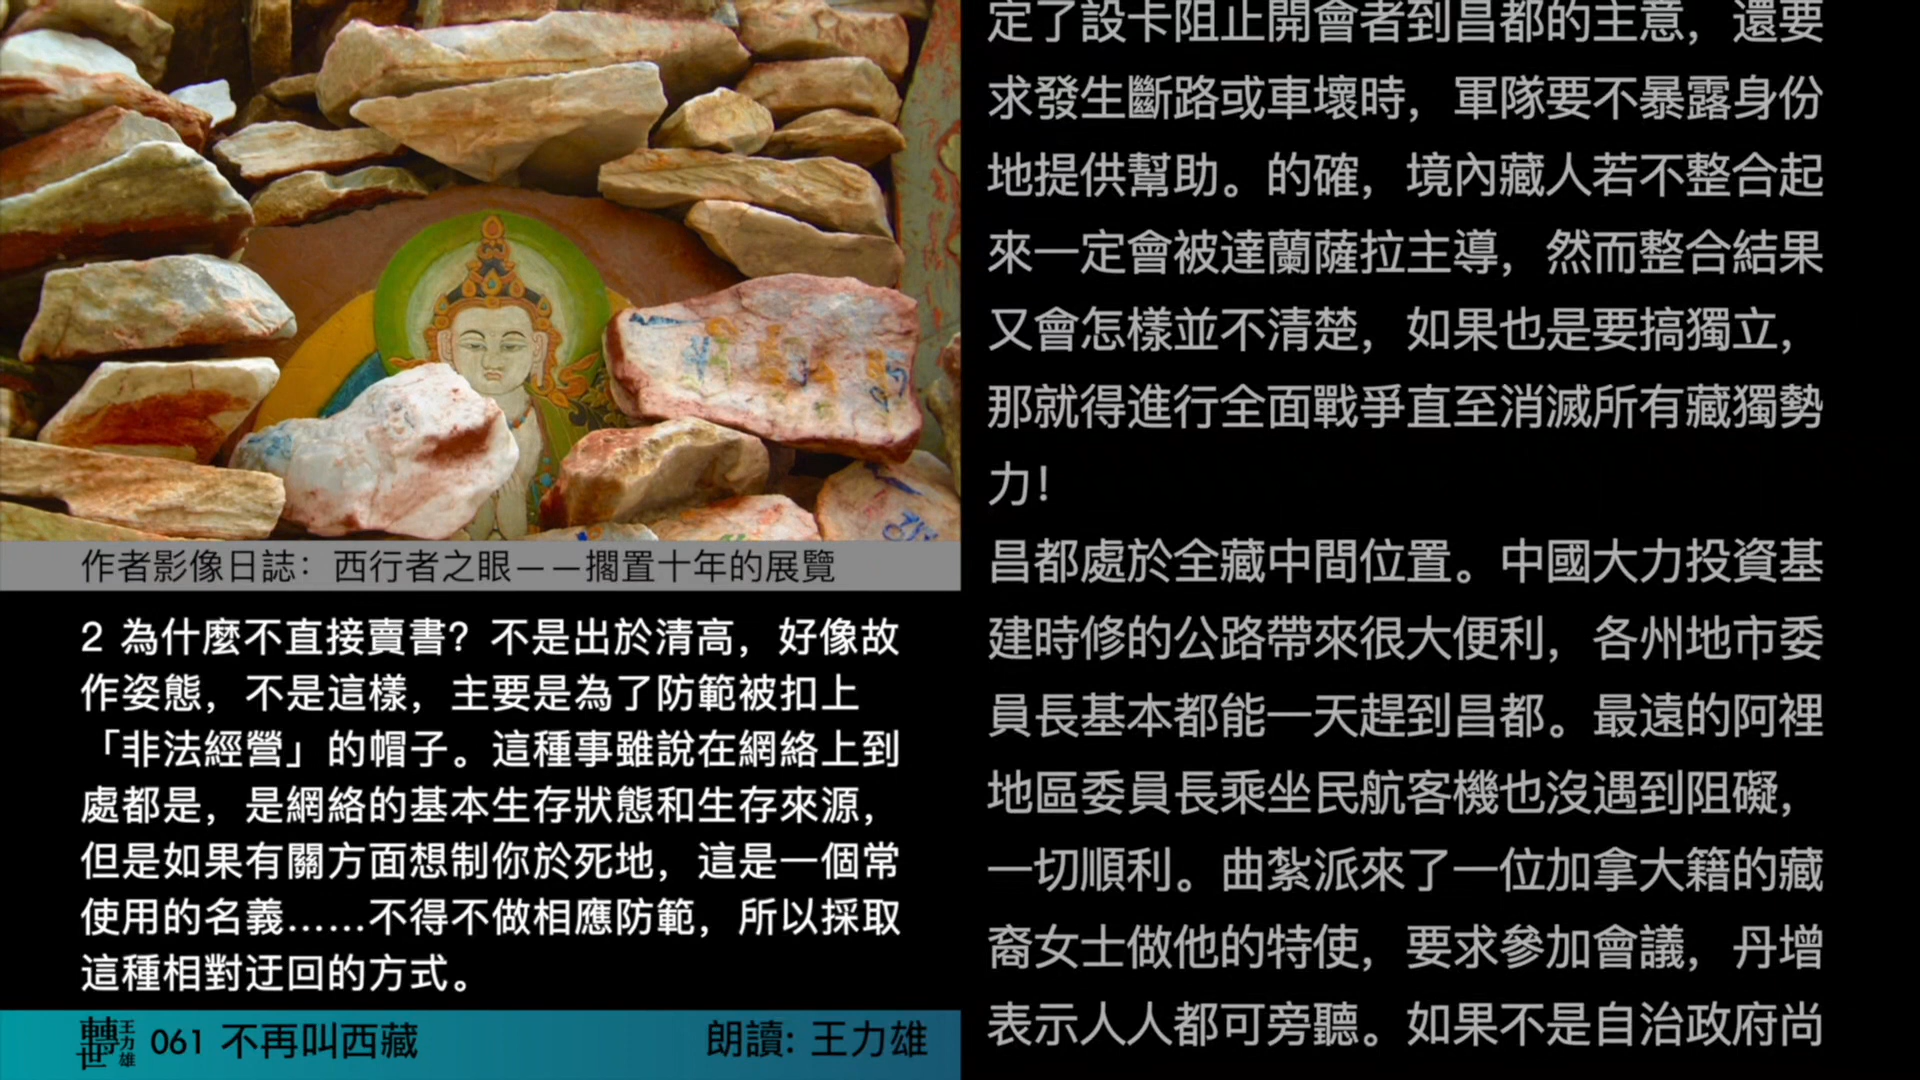 作者影像日誌：西行者之眼——擱置十年的展覽
2 為什麼不直接賣書？不是出於清高，好像故
作姿態，不是這樣，主要是為了防範被扣上
「非法經營」的帽子。這種事雖說在網絡上到
處都是，是網絡的基本生存狀態和生存來源，
但是如果有關方面想制你於死地，這是一個常
使用的名義……不得不做相應防範，所以採取
這種相對迂回的方式。
轉世
王力雄
061 不再叫西藏
朗讀：王力雄
定了設卡阻止開會者到昌都的主意，還要
求發生斷路或車壞時，軍隊要不暴露身份
地提供幫助。的確，境內藏人若不整合起
來一定會被達蘭薩拉主導，然而整合結果
又會怎樣並不清楚，如果也是要搞獨立，
那就得進行全面戰爭直至消滅所有藏獨勢
力！
昌都處於全藏中間位置。中國大力投資基
建時修的公路帶來很大便利，各州地市委
員長基本都能一天趕到昌都。最遠的阿裡
地區委員長乘坐民航客機也沒遇到阻礙，
一切順利。曲紮派來了一位加拿大籍的藏
裔女士做他的特使，要求參加會議，丹增
表示人人都可旁聽。如果不是自治政府尚